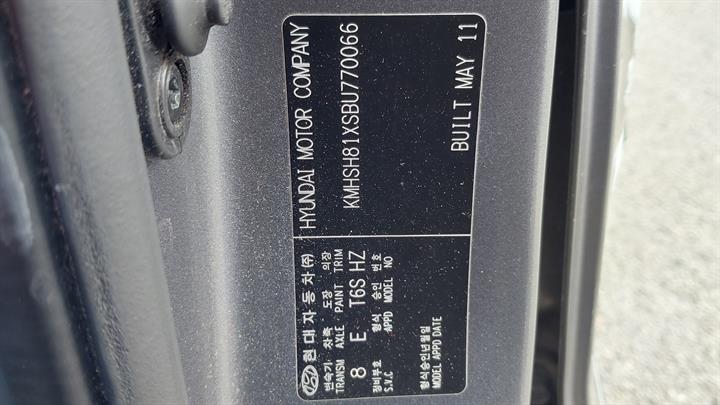 현대자동차(주) HYUNDAI MOTOR COMPANY
변속기 차축 도장 의장
TRANSM AXLE PAINT TRIM
8 E T6S HZ
KMHSH81XSBU770066
정비부호 형식 승인 번호
S.V.C APPD MODEL NO
형식승인년월일
MODEL APPD DATE
BUILT MAY 11